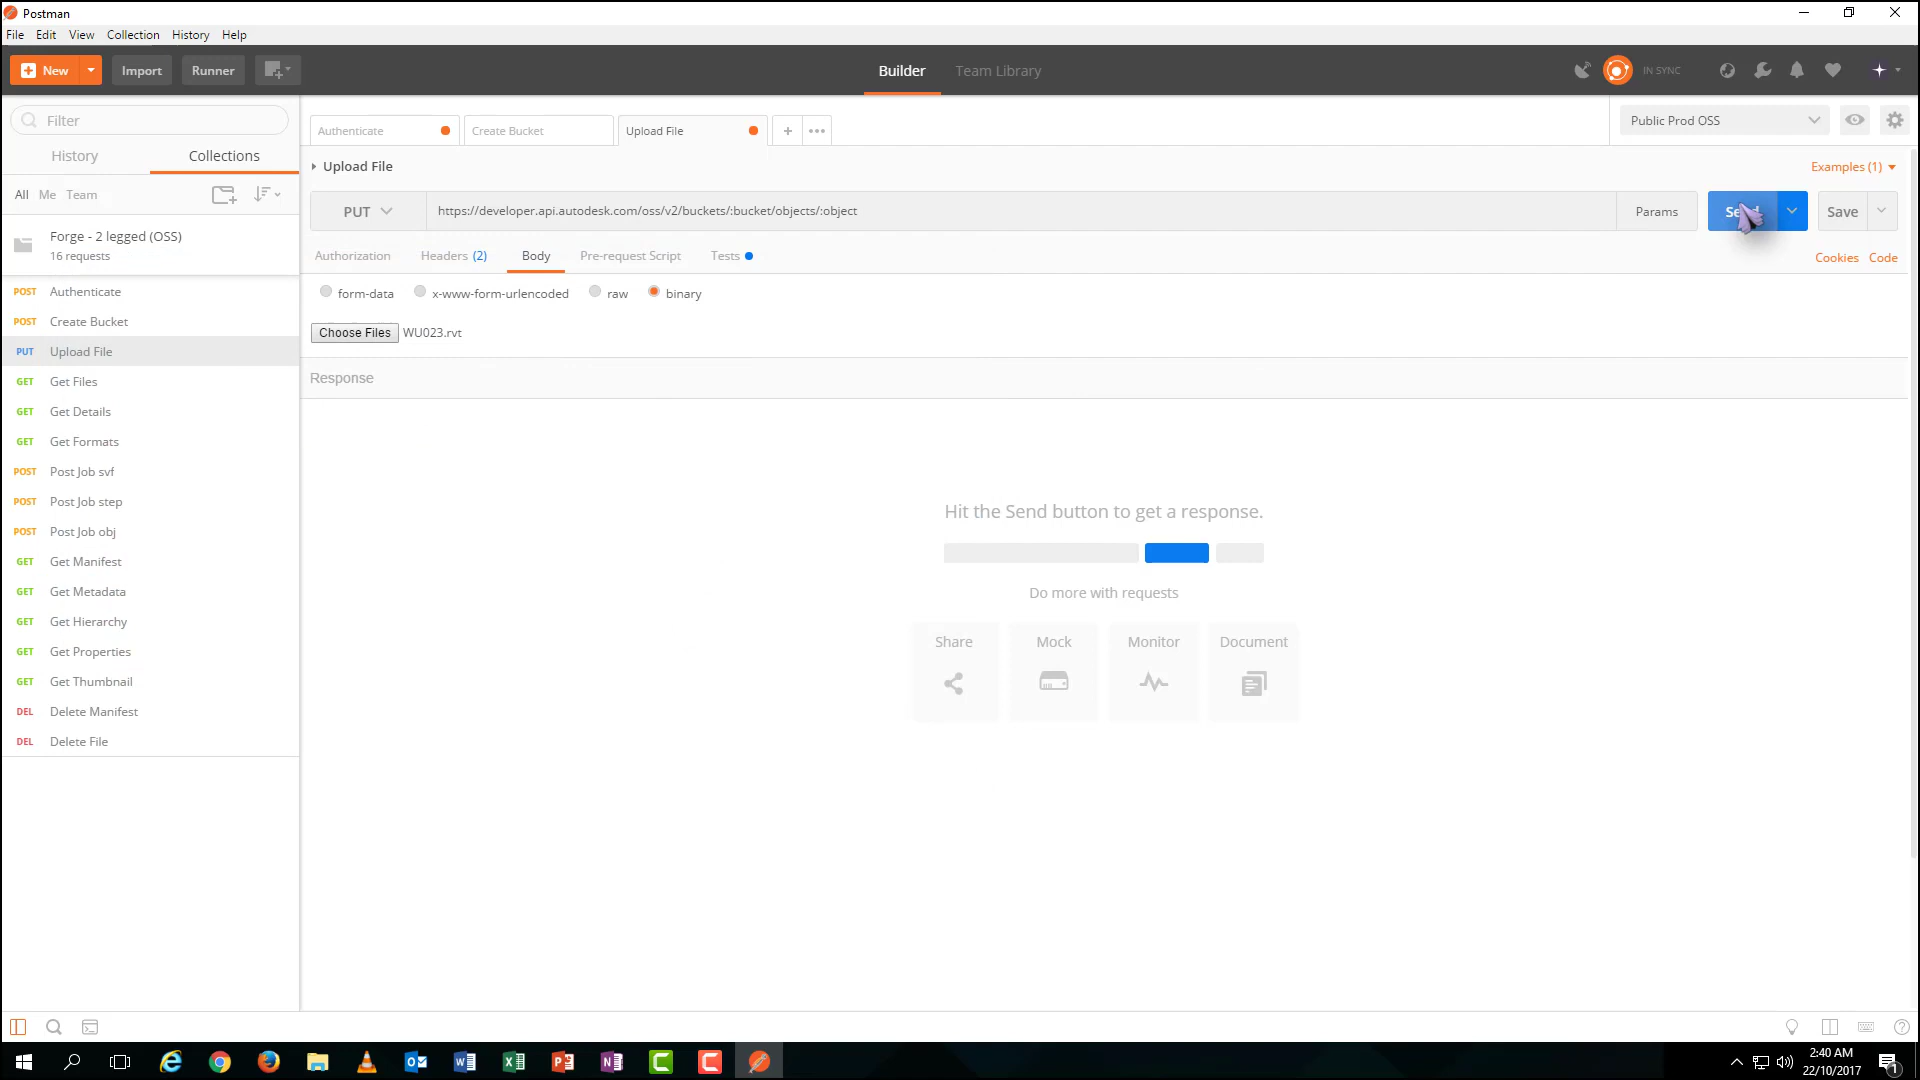 Postman
File Edit View Collection History Help
New Import Runner Builder Team Library IN SYNC
Filter
History Collections
All Me Team
Forge - 2 legged (OSS)
16 requests
POST Authenticate
POST Create Bucket
PUT Upload File
GET Get Files
GET Get Details
GET Get Formats
POST Post Job svf
POST Post Job step
POST Post Job obj
GET Get Manifest
GET Get Metadata
GET Get Hierarchy
GET Get Properties
GET Get Thumbnail
DEL Delete Manifest
DEL Delete File
Authenticate Create Bucket Upload File + •••
Public Prod OSS
Upload File
Examples (1)
PUT https://developer.api.autodesk.com/oss/v2/buckets/:bucket/objects/:object Params Send Save
Authorization Headers (2) Body Pre-request Script Tests
Cookies Code
form-data x-www-form-urlencoded raw binary
Choose Files WU023.rvt
Response
Hit the Send button to get a response.
Do more with requests
Share Mock Monitor Document
2:40 AM
22/10/2017
1